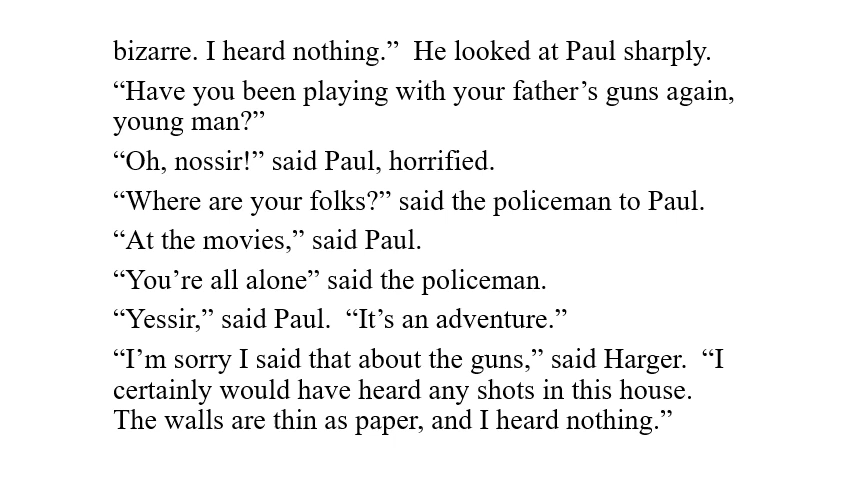 bizarre. I heard nothing.”  He looked at Paul sharply.
“Have you been playing with your father’s guns again,
young man?”
“Oh, nossir!” said Paul, horrified.
“Where are your folks?” said the policeman to Paul.
“At the movies,” said Paul.
“You’re all alone” said the policeman.
“Yessir,” said Paul.  “It’s an adventure.”
“I’m sorry I said that about the guns,” said Harger.  “I
certainly would have heard any shots in this house.
The walls are thin as paper, and I heard nothing.”